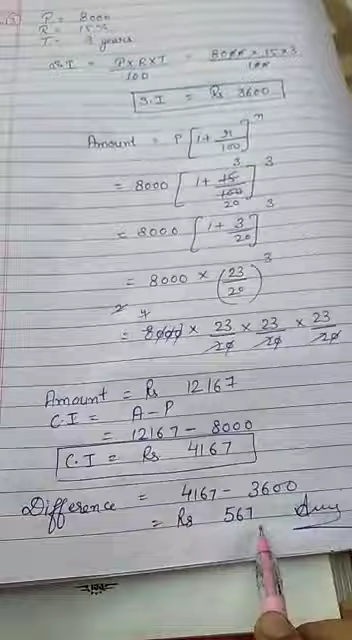 P = 8000
R = 15%
T = 3 years
S.I = P×R×T/100 = 8000 × 15×3/100
S.I = Rs 3600
Amount = P [1 + r/100]^n
= 8000 [1 + 15/100]^3
3
20
= 8000 [1 + 3/20]^3
= 8000 × (23/20)^3
= 8000 × 23/20 × 23/20 × 23/20
Amount = Rs 12167
C.I = A - P
= 12167 - 8000
C.I = Rs 4167
Difference = 4167 - 3600
= Rs 567 Ans